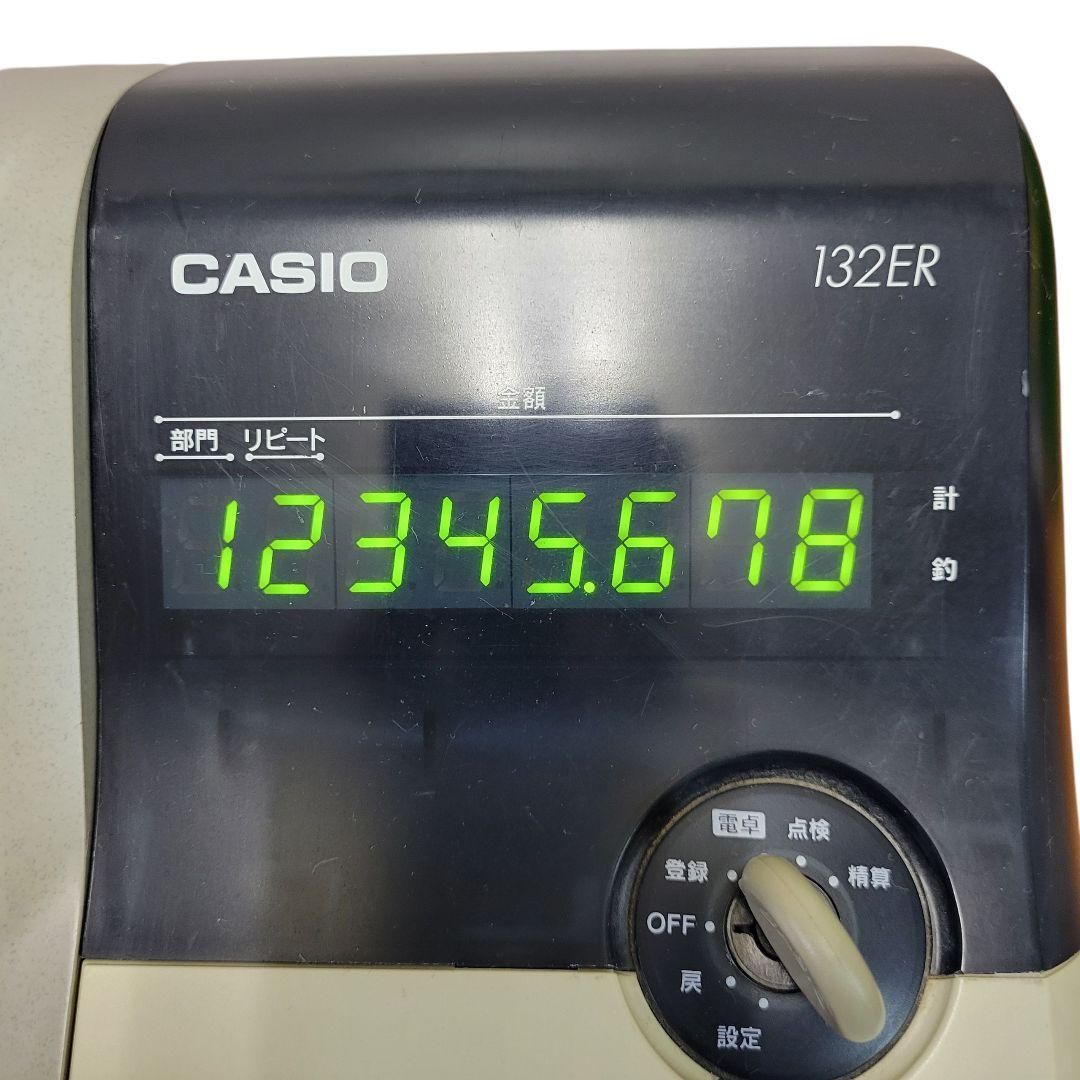 CASIO 132ER
金額
部門 リピート
12345.678
計
釣
電卓 点検
登録 精算
OFF
戻
設定